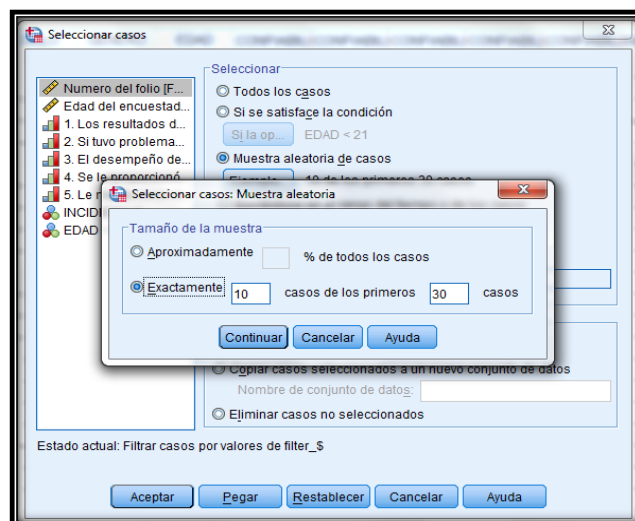 Seleccionar casos
Numero del folio [F...
Edad del encuestad...
1. Los resultados d...
2. Si tuvo problema...
3. El desempeño de...
4. Se le proporcionó
5. Le
INCIDI
EDAD
Seleccionar
Todos los casos
Si se satisface la condición
Si la op... EDAD < 21
Muestra aleatoria de casos
Seleccionar casos: Muestra aleatoria
Tamaño de la muestra
Aproximadamente % de todos los casos
Exactamente 10 casos de los primeros 30 casos
Continuar Cancelar Ayuda
Copiar casos seleccionados a un nuevo conjunto de datos
Nombre de conjunto de datos:
Eliminar casos no seleccionados
Estado actual: Filtrar casos por valores de filter_$
Aceptar Pegar Restablecer Cancelar Ayuda